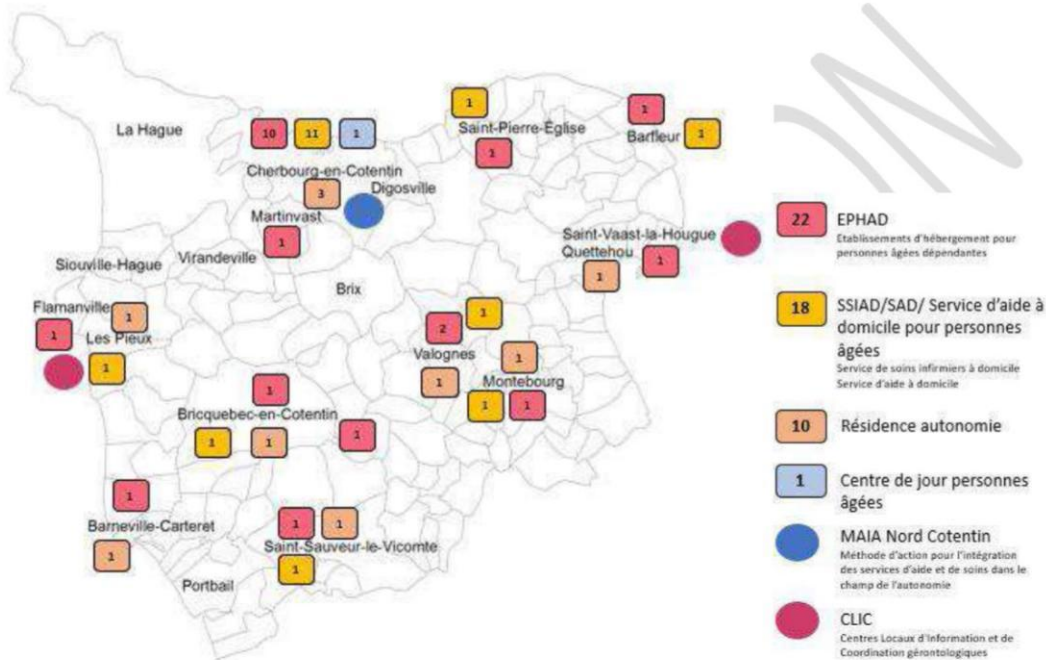 1
1
Saint-Pierre-Église
1
Barfleur
1
1
La Hague
10 11 1
Cherbourg-en-Cotentin
3
Digosville
Martinvast
1
Virandeville
Siouville-Hague
Brix
Saint-Vaast-la-Hougue
Quettehou
1
1
Flamanville
1
1
Les Pieux
1
1
2
Valognes
1
1
Montebourg
1 1
1
Bricquebec-en-Cotentin
1 1
1
1
Barneville-Carteret
1
1 1
Saint-Sauveur-le-Vicomte
1
Portbail
22
EPHAD
Etablissements d'hébergement pour
personnes âgées dépendantes
18
SSIAD/SAD/ Service d'aide à
domicile pour personnes
âgées
Service de soins infirmiers à domicile
Service d'aide à domicile
10
Résidence autonomie
1
Centre de jour personnes
âgées
MAIA Nord Cotentin
Méthode d'action pour l'intégration
des services d'aide et de soins dans le
champ de l'autonomie
CLIC
Centres Locaux d'Information et de
Coordination gérontologiques